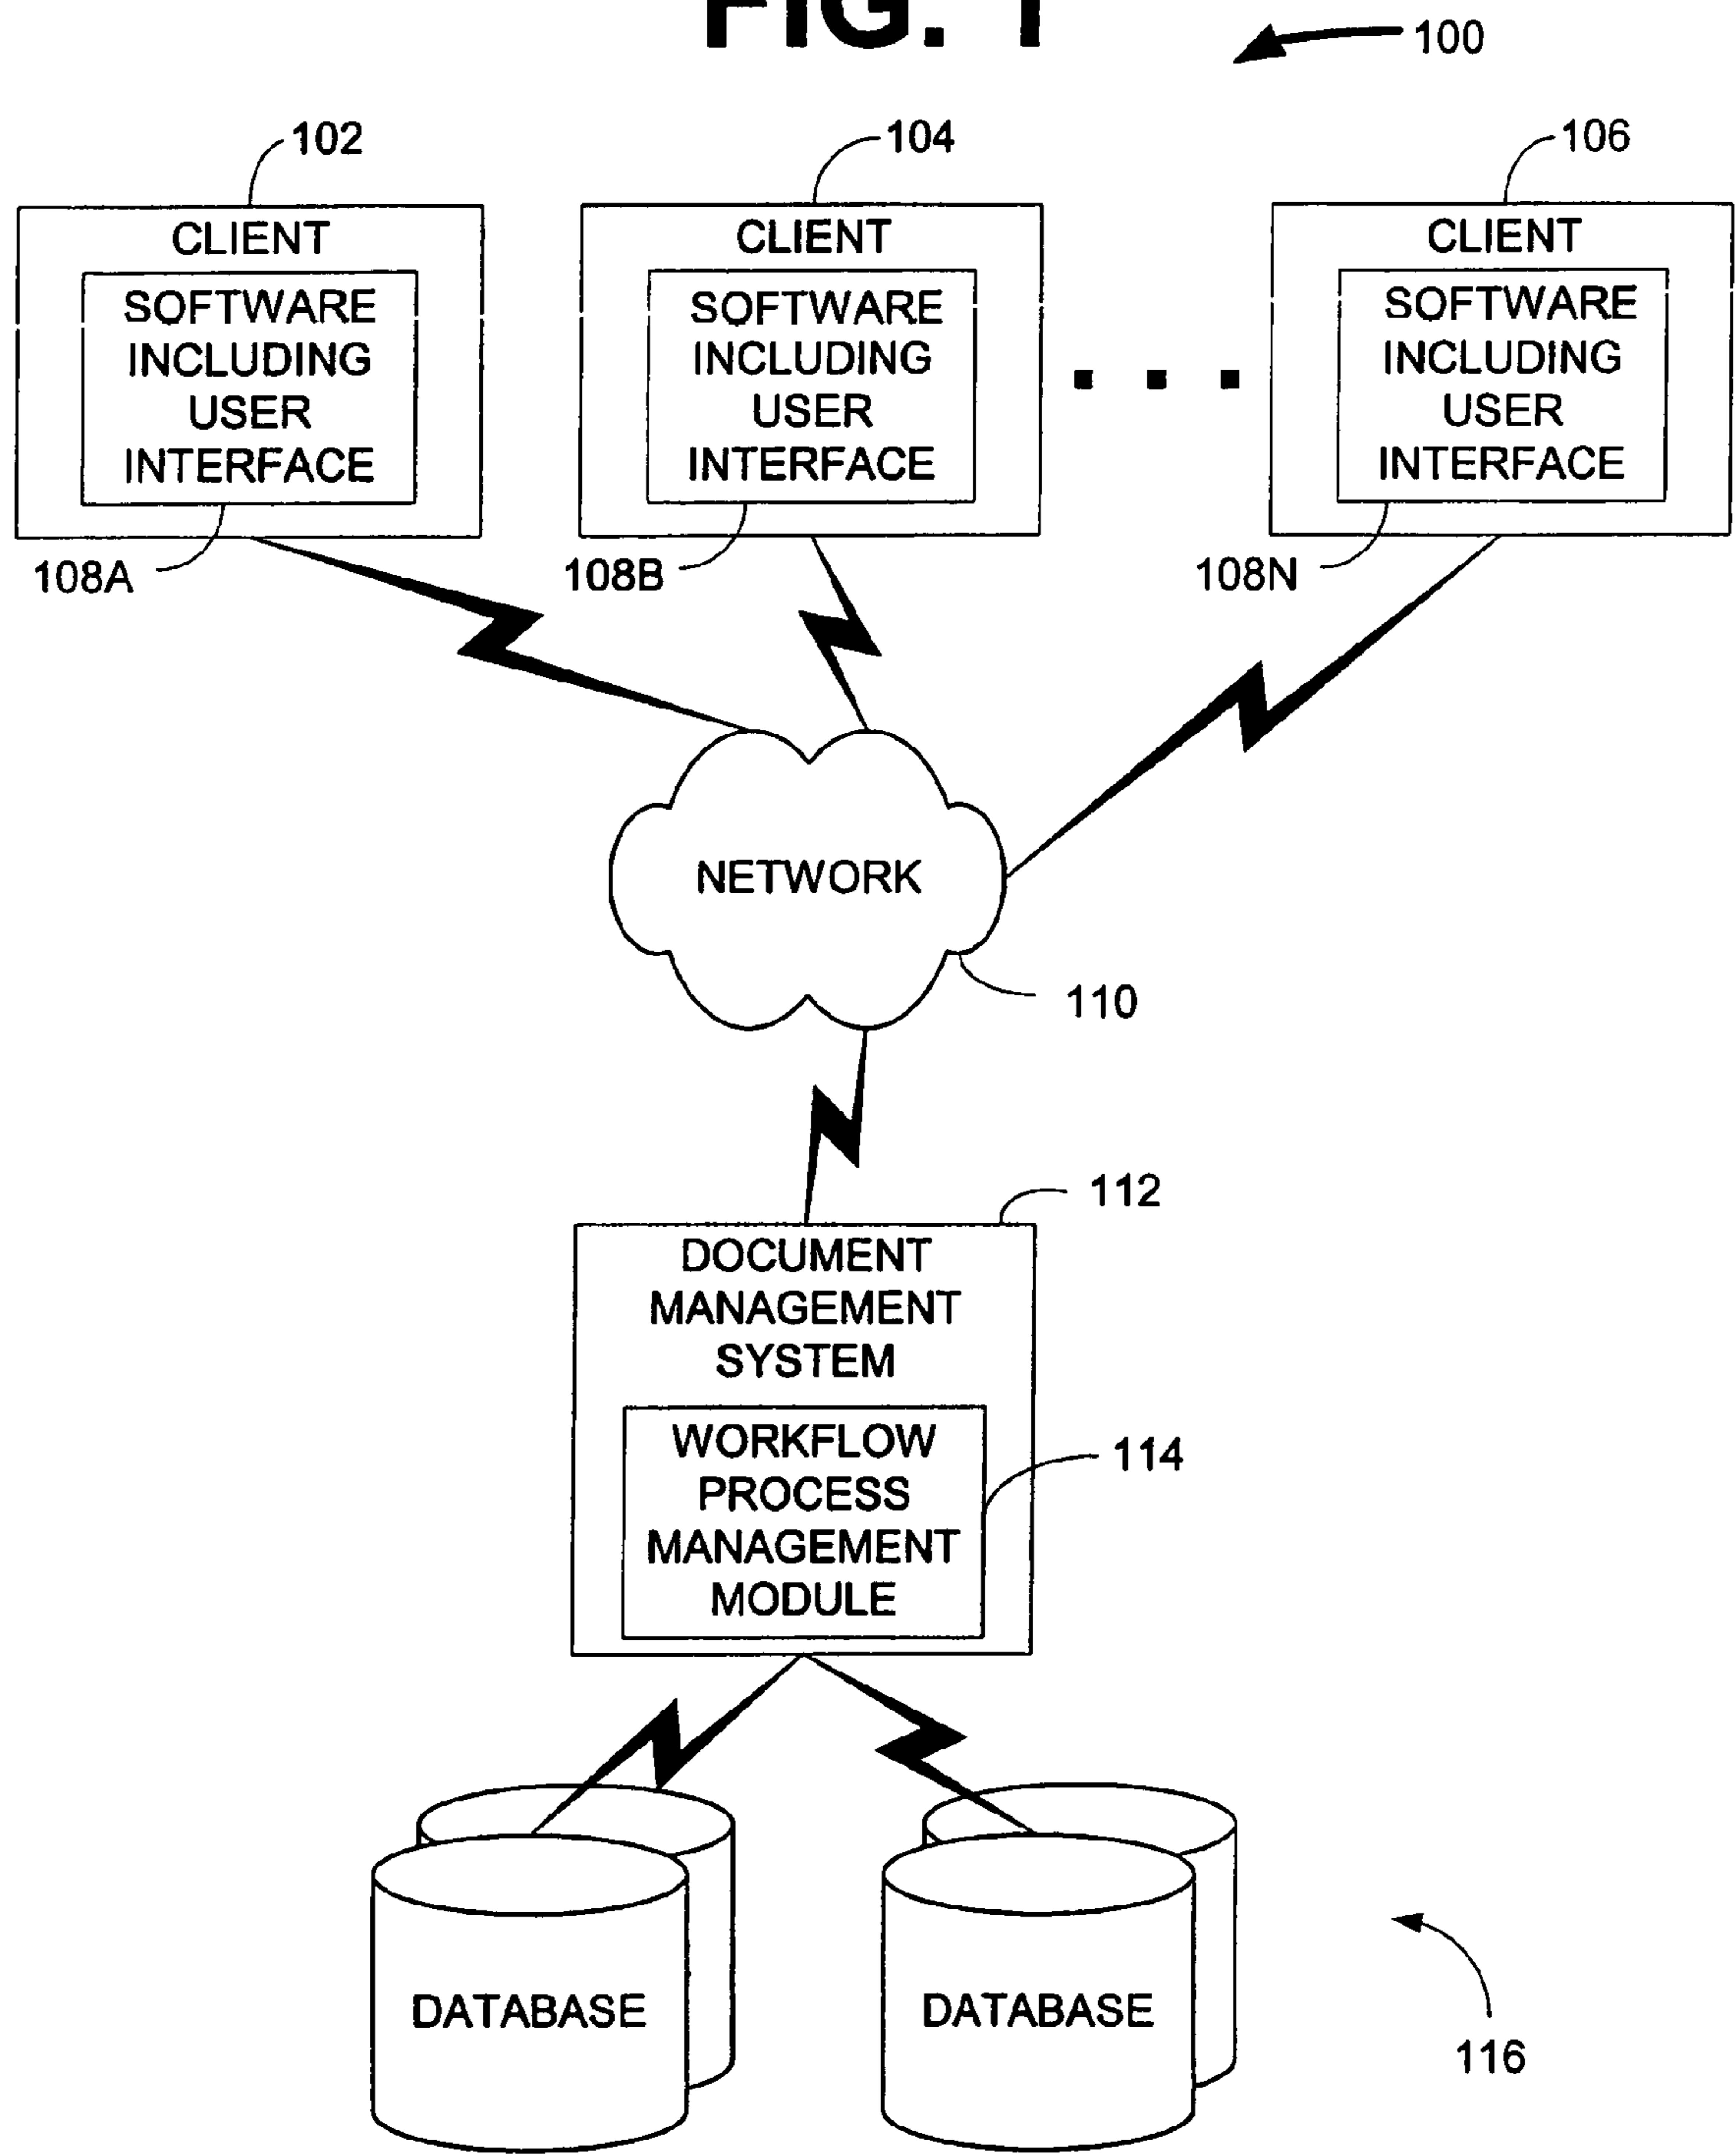 FIG. 1
100
102
104
106
CLIENT
SOFTWARE
INCLUDING
USER
INTERFACE
108A
CLIENT
SOFTWARE
INCLUDING
USER
INTERFACE
108B
CLIENT
SOFTWARE
INCLUDING
USER
INTERFACE
108N
NETWORK
110
112
DOCUMENT
MANAGEMENT
SYSTEM
WORKFLOW
PROCESS
MANAGEMENT
MODULE
114
DATABASE
DATABASE
116